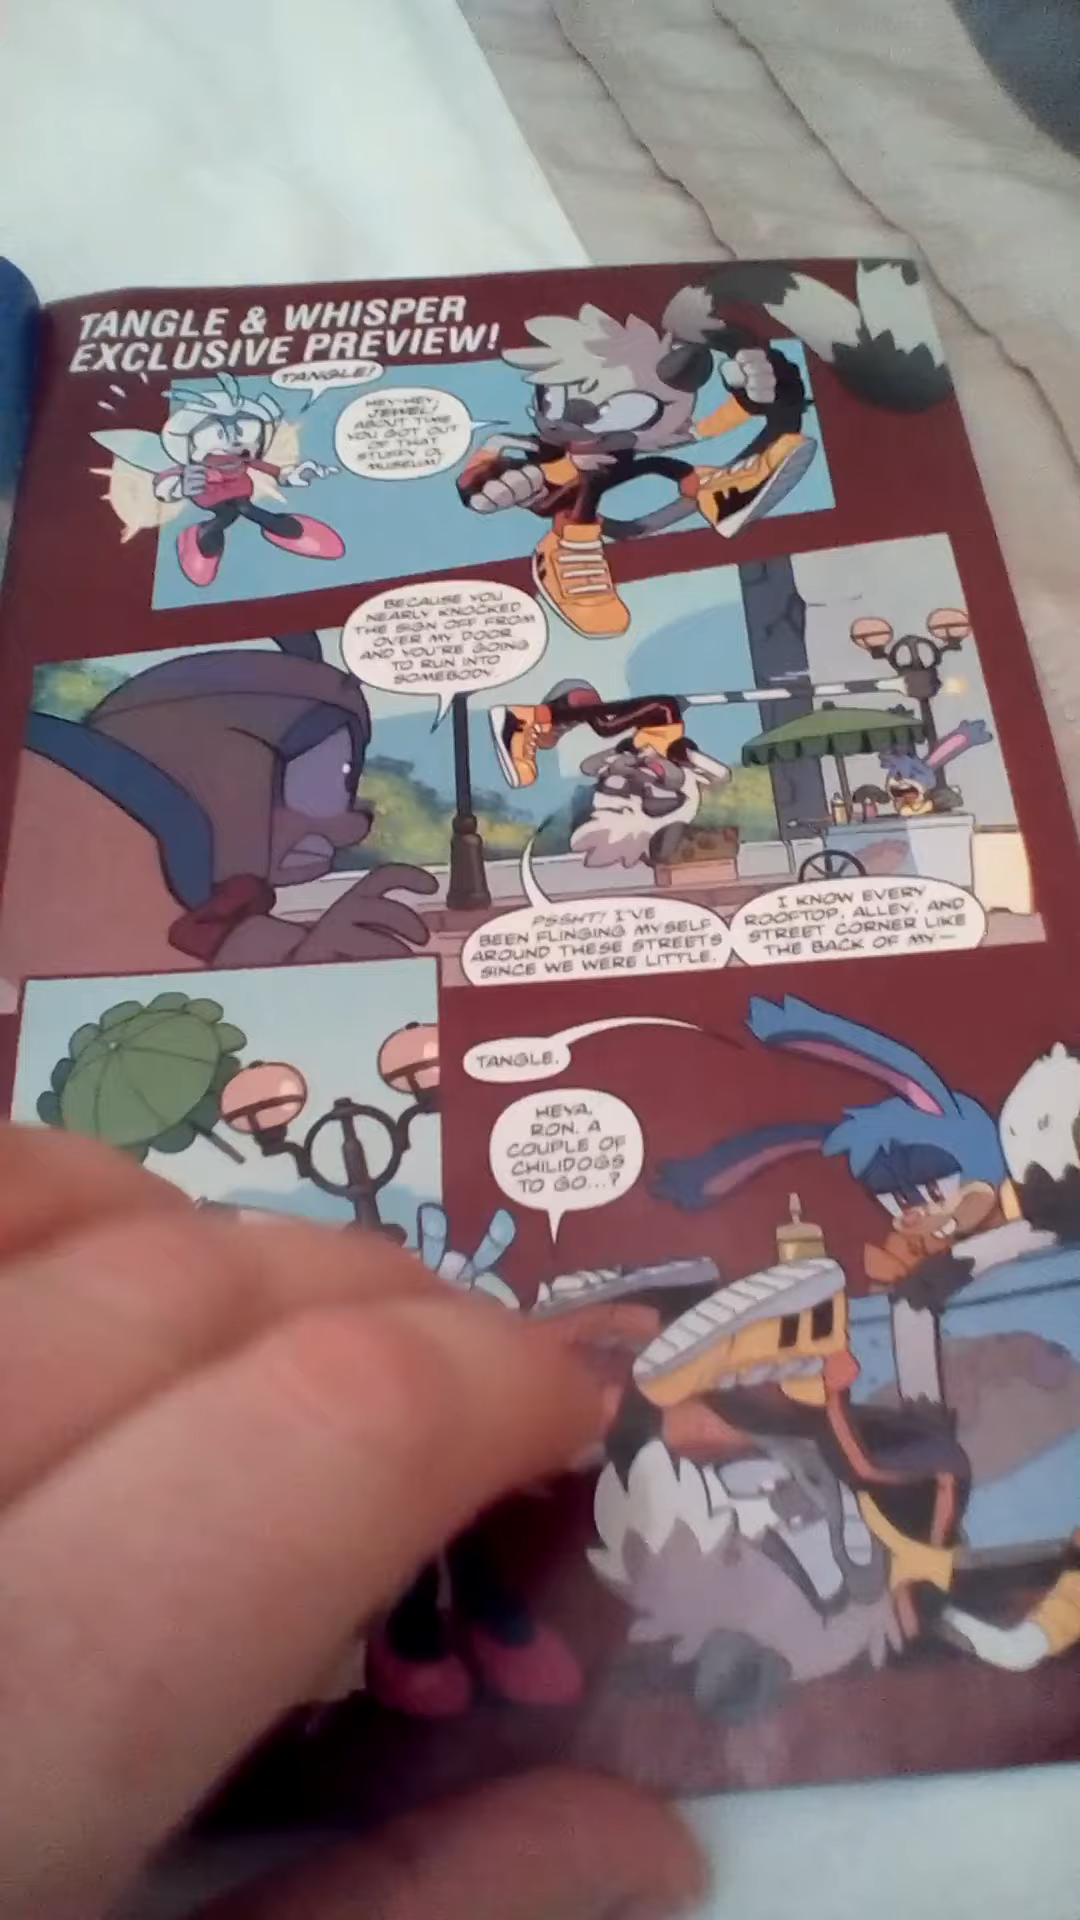 TANGLE & WHISPER
EXCLUSIVE PREVIEW!
TANGLE!
HEY-HEY,
JEWEL!
ABOUT TIME
YOU GOT OUT
OF THAT
STUFFY OL'
MUSEUM!
BECAUSE YOU
NEARLY KNOCKED
THE SIGN OFF FROM
OVER MY DOOR
AND YOU'RE GOING
TO RUN INTO
SOMEBODY.
PSSHT! I'VE
BEEN FLINGING MYSELF
AROUND THESE STREETS
SINCE WE WERE LITTLE.
I KNOW EVERY
ROOFTOP, ALLEY, AND
STREET CORNER LIKE
THE BACK OF MY—
TANGLE.
HEYA,
RON. A
COUPLE OF
CHILIDOGS
TO GO...?